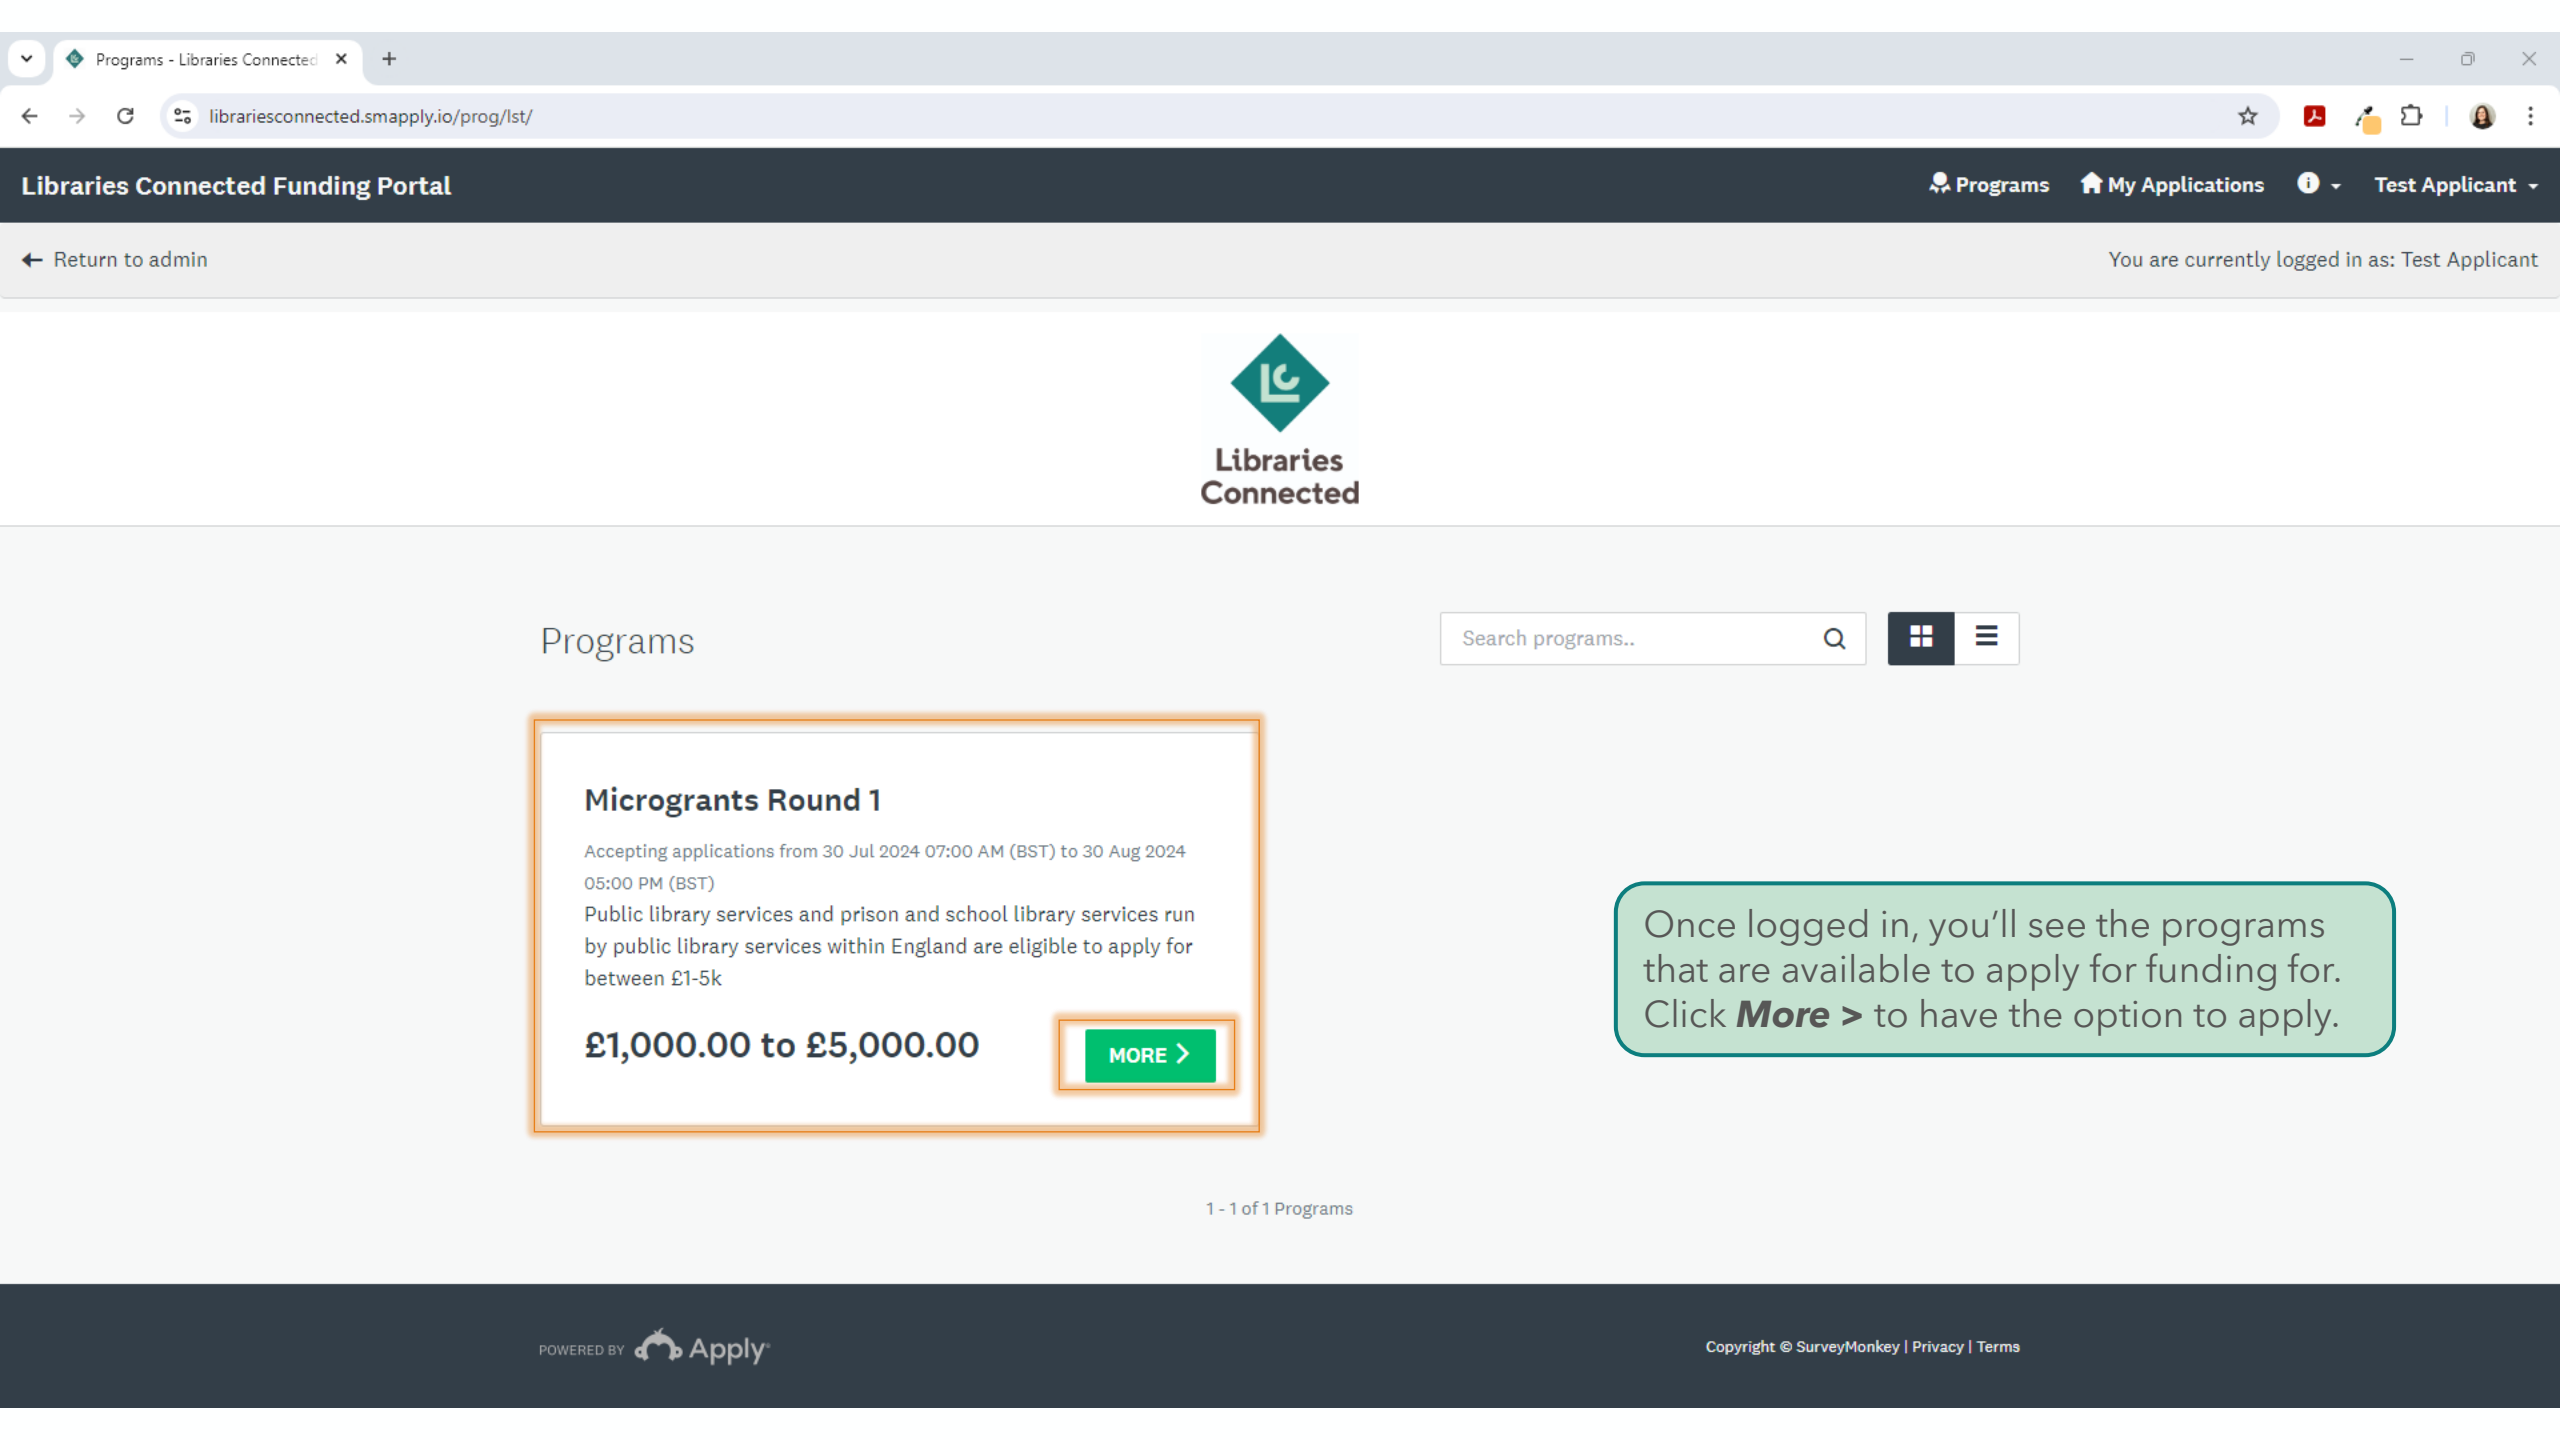 Programs - Libraries Connected
librariesconnected.smapply.io/prog/lst/
Libraries Connected Funding Portal
Programs
My Applications
Test Applicant
Return to admin
You are currently logged in as: Test Applicant
LC
Libraries
Connected
Programs
Search programs..
Microgrants Round 1
Accepting applications from 30 Jul 2024 07:00 AM (BST) to 30 Aug 2024
05:00 PM (BST)
Public library services and prison and school library services run
by public library services within England are eligible to apply for
between £1-5k
£1,000.00 to £5,000.00
MORE >
Once logged in, you’ll see the programs
that are available to apply for funding for.
Click More > to have the option to apply.
1 - 1 of 1 Programs
POWERED BY Apply
Copyright © SurveyMonkey | Privacy | Terms